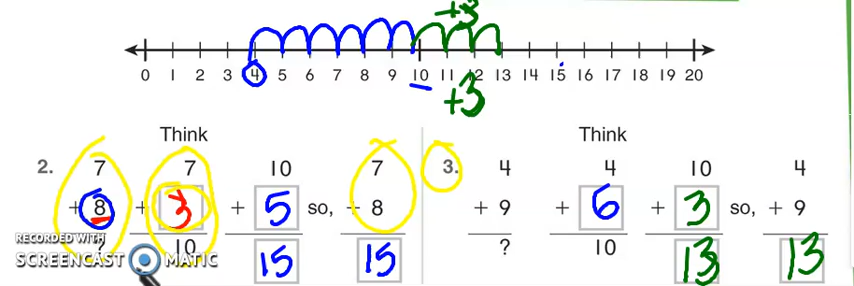 +3
0 1 2 3 4 5 6 7 8 9 10 11 12 13 14 15 16 17 18 19 20
+3
Think Think
2. 7 7 10 7 3. 4 4 10 4
+ 8 + 3 + 5 so, + 8 + 9 + 6 + 3 so, + 9
? 10 15 15 ? 10 13 13
RECORDED WITH
SCREENCAST MATIC